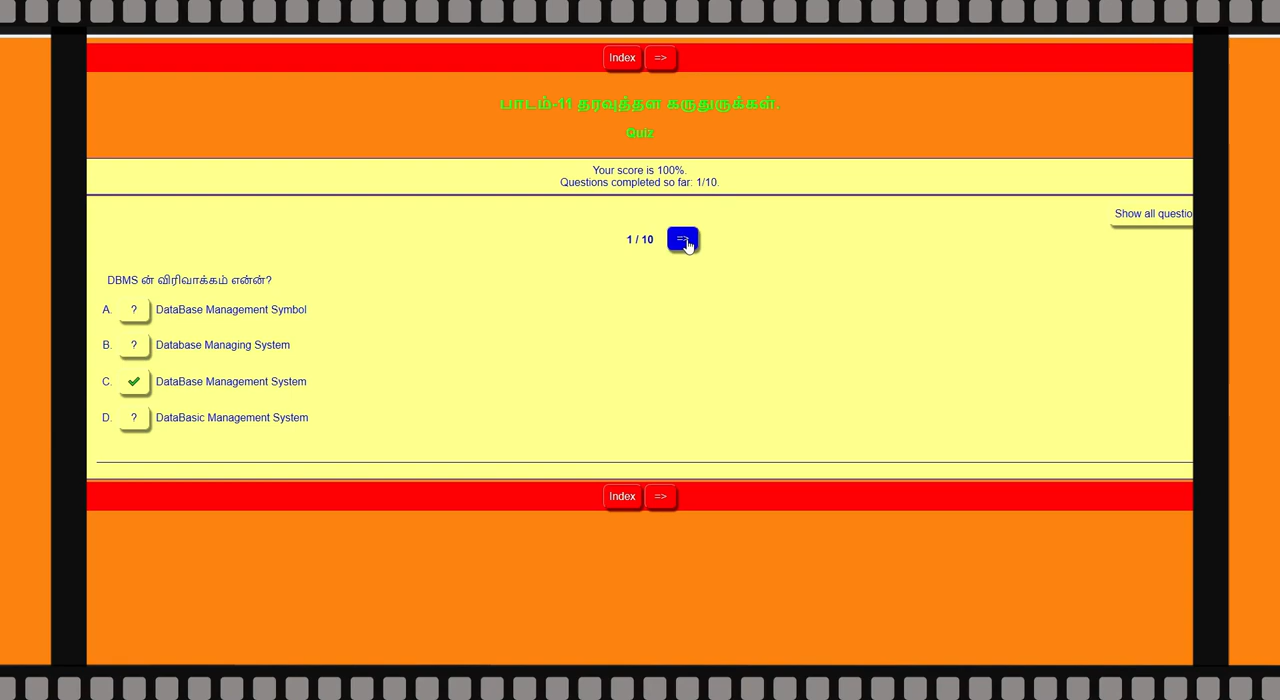 Index =>
பாடம்-11 தரவுத்தள கருதுருக்கள்.
Quiz
Your score is 100%.
Questions completed so far: 1/10.
Show all questio
1 / 10 =>
DBMS ன் விரிவாக்கம் என்ன்?
A. ? DataBase Management Symbol
B. ? Database Managing System
C. ✔ DataBase Management System
D. ? DataBasic Management System
Index =>